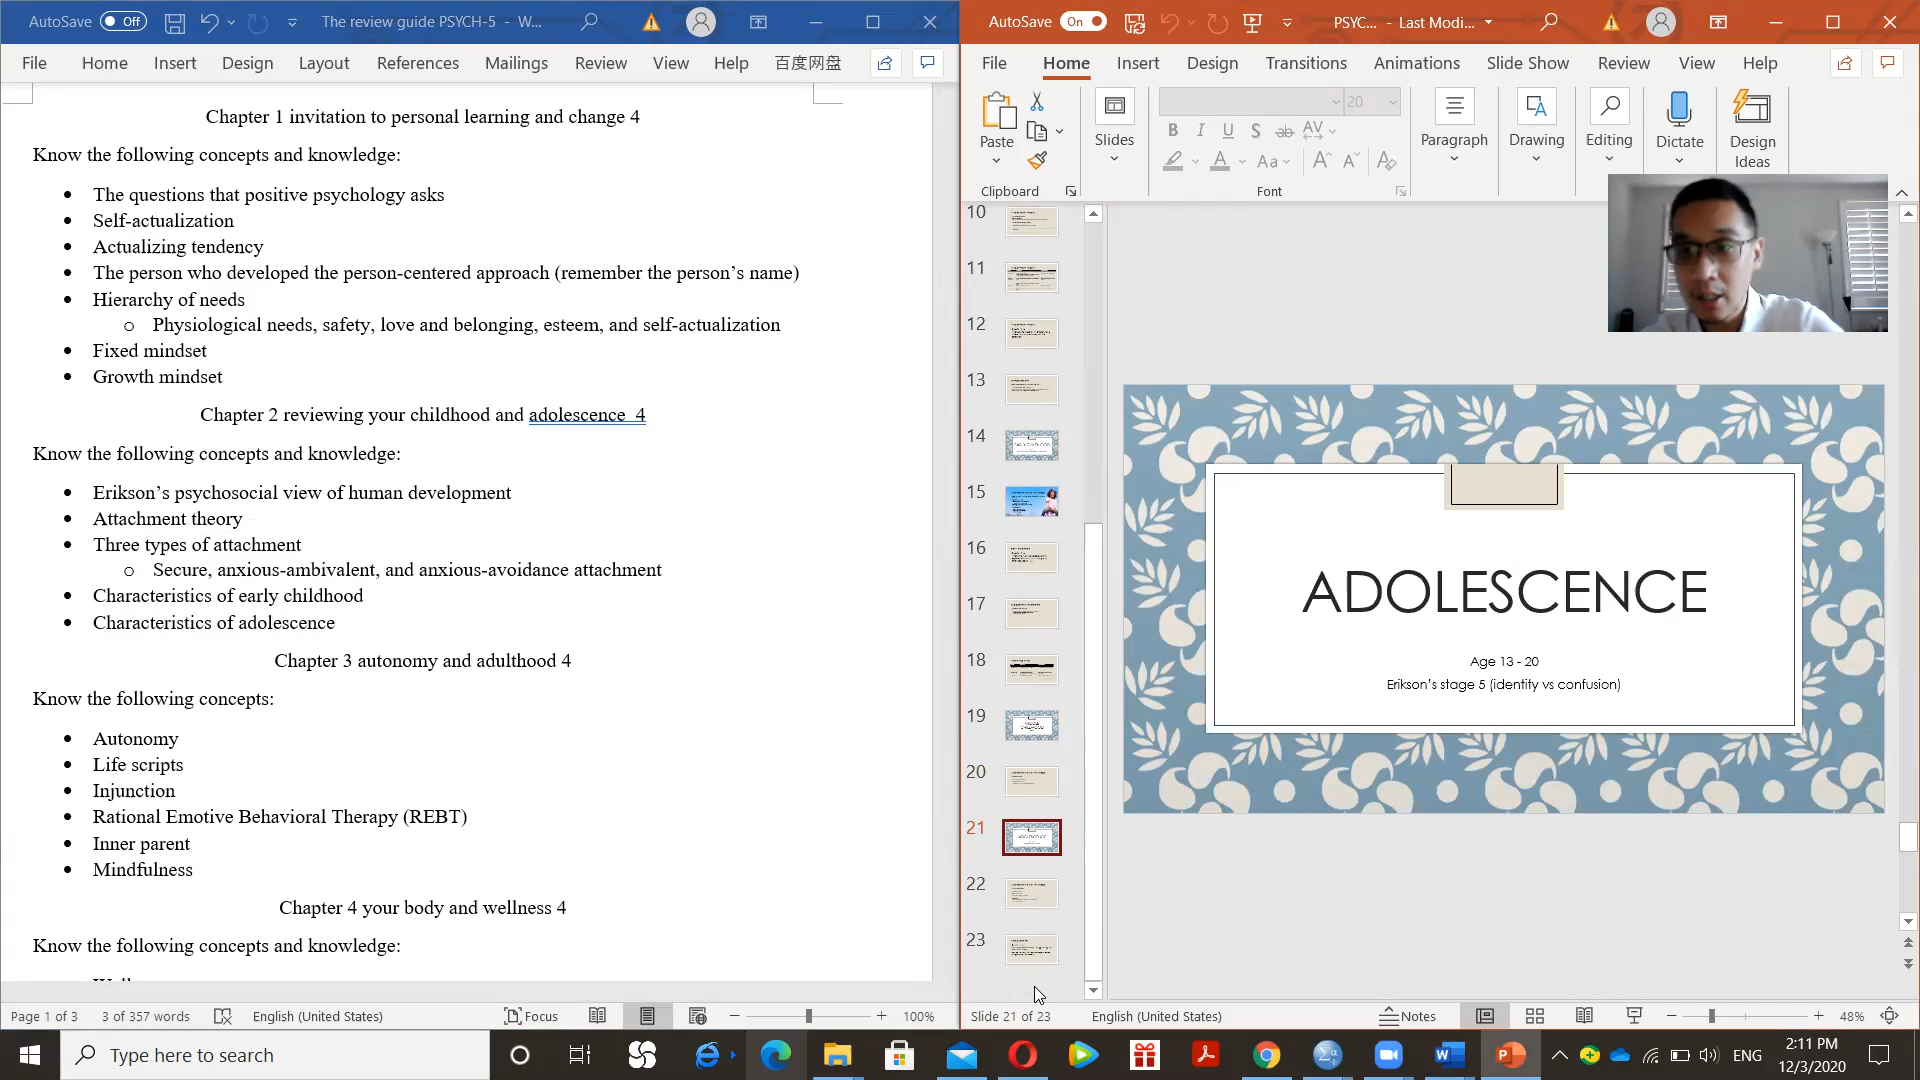 AutoSave Off The review guide PSYCH-5 - W...
File Home Insert Design Layout References Mailings Review View Help 百度网盘
Chapter 1 invitation to personal learning and change 4
Know the following concepts and knowledge:
• The questions that positive psychology asks
• Self-actualization
• Actualizing tendency
• The person who developed the person-centered approach (remember the person’s name)
• Hierarchy of needs
o Physiological needs, safety, love and belonging, esteem, and self-actualization
• Fixed mindset
• Growth mindset
Chapter 2 reviewing your childhood and adolescence 4
Know the following concepts and knowledge:
• Erikson’s psychosocial view of human development
• Attachment theory
• Three types of attachment
o Secure, anxious-ambivalent, and anxious-avoidance attachment
• Characteristics of early childhood
• Characteristics of adolescence
Chapter 3 autonomy and adulthood 4
Know the following concepts:
• Autonomy
• Life scripts
• Injunction
• Rational Emotive Behavioral Therapy (REBT)
• Inner parent
• Mindfulness
Chapter 4 your body and wellness 4
Know the following concepts and knowledge:
Page 1 of 3 3 of 357 words English (United States) Focus 100%
AutoSave On PSYC... - Last Modi...
File Home Insert Design Transitions Animations Slide Show Review View Help
20
Paste Slides Paragraph Drawing Editing Dictate Design Ideas
Clipboard Font
10
11
12
13
14
15
16
17
18
19
20
21
22
23
ADOLESCENCE
Age 13 - 20
Erikson’s stage 5 (identity vs confusion)
Slide 21 of 23 English (United States) Notes 48%
Type here to search
ENG 2:11 PM
12/3/2020